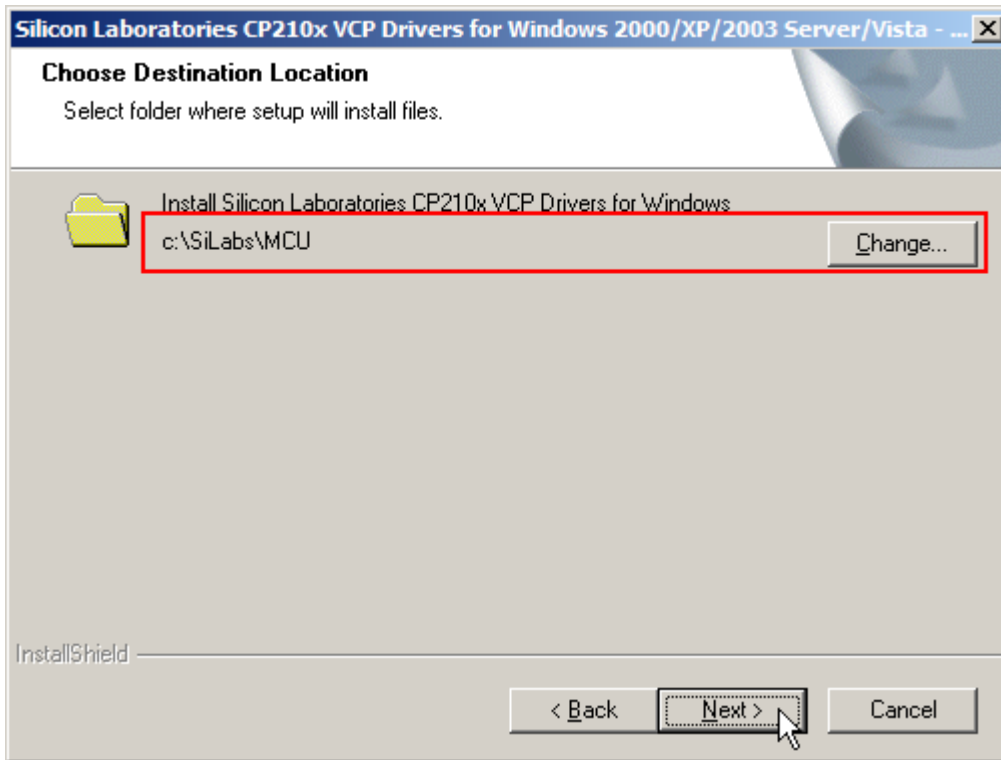 Silicon Laboratories CP210x VCP Drivers for Windows 2000/XP/2003 Server/Vista - ...
Choose Destination Location
Select folder where setup will install files.
Install Silicon Laboratories CP210x VCP Drivers for Windows
c:\SiLabs\MCU
Change...
InstallShield
< Back
Next >
Cancel